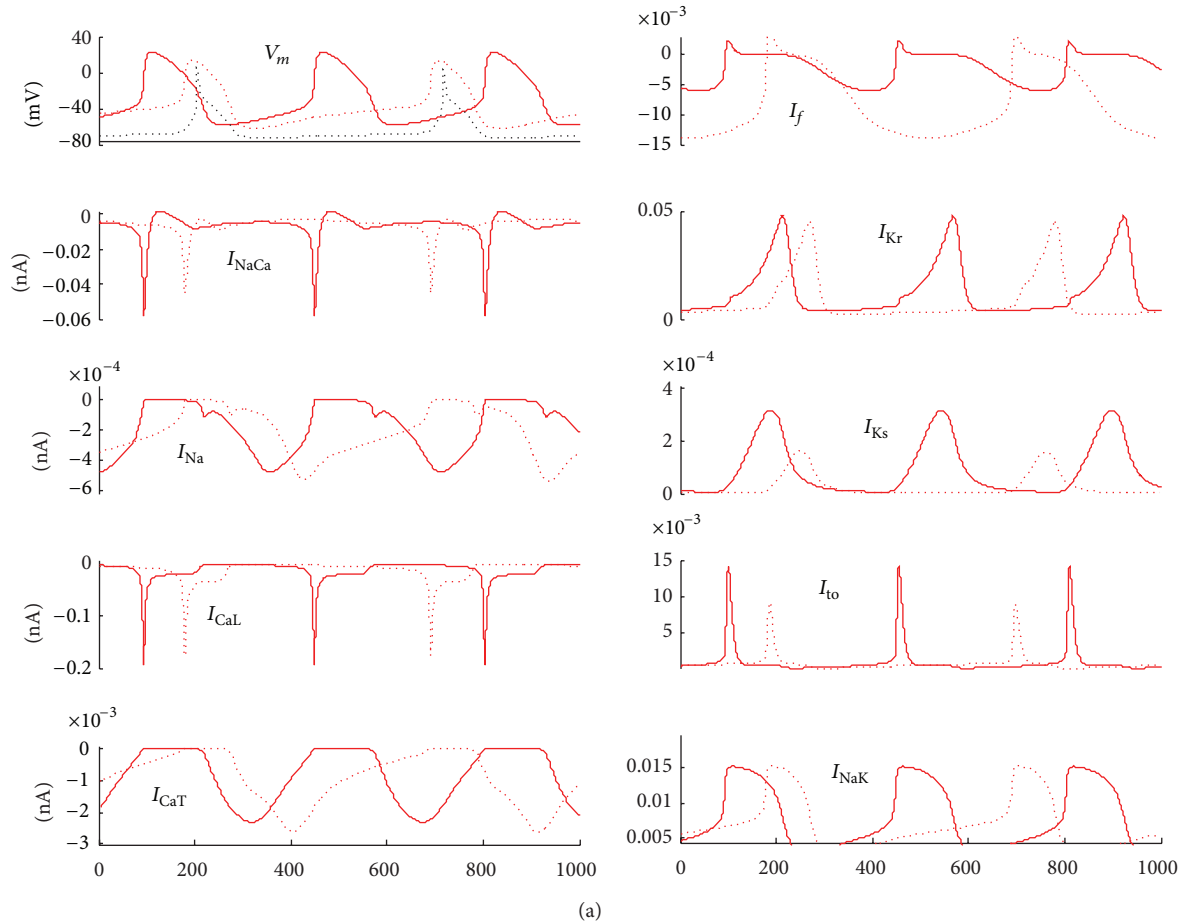 40
0
−40
−80
(mV)
V_m
0
−0.02
−0.04
−0.06
(nA)
I_NaCa
×10⁻⁴
0
−2
−4
−6
(nA)
I_Na
0
−0.1
−0.2
(nA)
I_CaL
×10⁻³
0
−1
−2
−3
(nA)
I_CaT
0 200 400 600 800 1000
×10⁻³
0
−5
−10
−15
I_f
0.05
0
I_Kr
×10⁻⁴
4
2
0
I_Ks
×10⁻³
15
10
5
I_to
0.015
0.01
0.005
I_NaK
0 200 400 600 800 1000
(a)